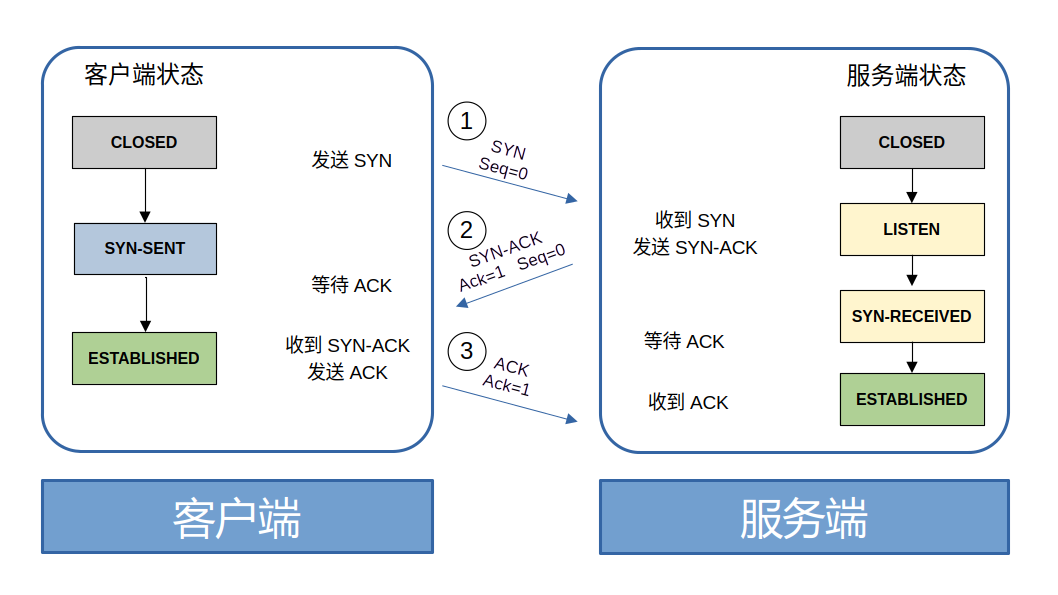 客户端状态
CLOSED
发送 SYN
SYN-SENT
等待 ACK
ESTABLISHED
收到 SYN-ACK
发送 ACK
1
SYN
Seq=0
2
SYN-ACK
Ack=1 Seq=0
3
ACK
Ack=1
服务端状态
CLOSED
收到 SYN
发送 SYN-ACK
LISTEN
SYN-RECEIVED
等待 ACK
收到 ACK
ESTABLISHED
客户端
服务端